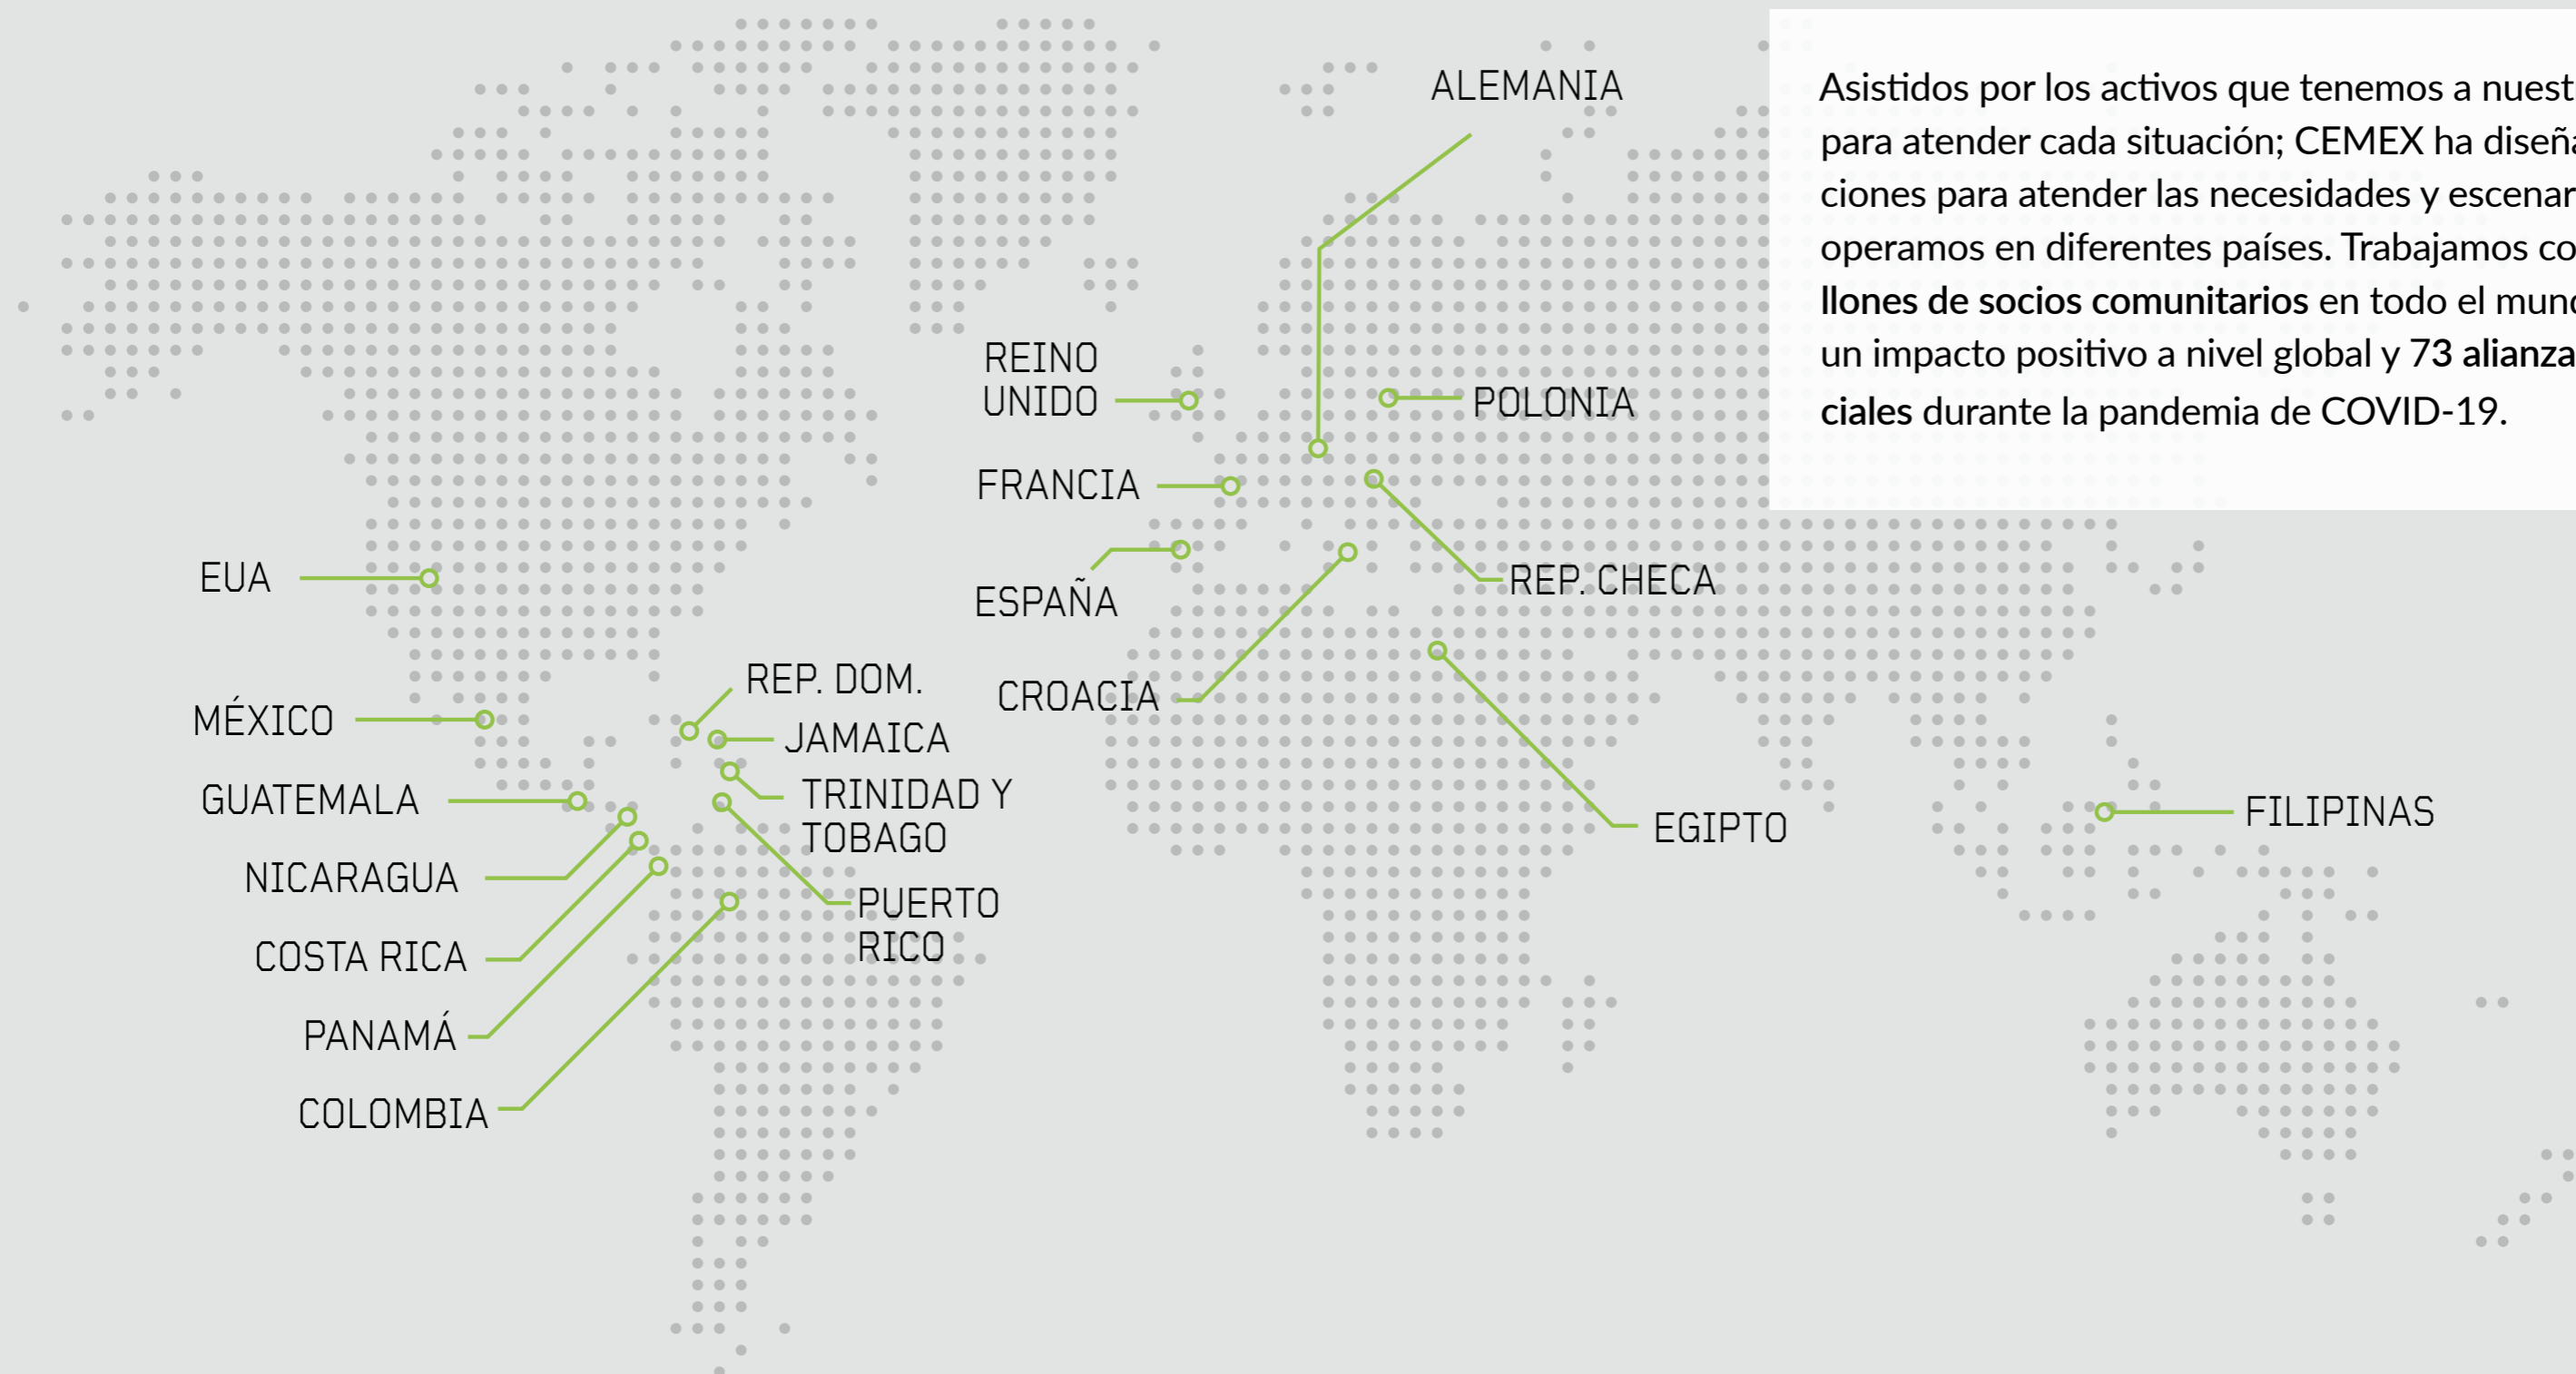 ALEMANIA
REINO
UNIDO
POLONIA
FRANCIA
ESPAÑA
REP. CHECA
CROACIA
EGIPTO
EUA
MÉXICO
REP. DOM.
JAMAICA
TRINIDAD Y
TOBAGO
PUERTO
RICO
GUATEMALA
NICARAGUA
COSTA RICA
PANAMÁ
COLOMBIA
FILIPINAS
Asistidos por los activos que tenemos a nuest
para atender cada situación; CEMEX ha diseña
ciones para atender las necesidades y escenar
operamos en diferentes países. Trabajamos co
llones de socios comunitarios en todo el mund
un impacto positivo a nivel global y 73 alianza
ciales durante la pandemia de COVID-19.